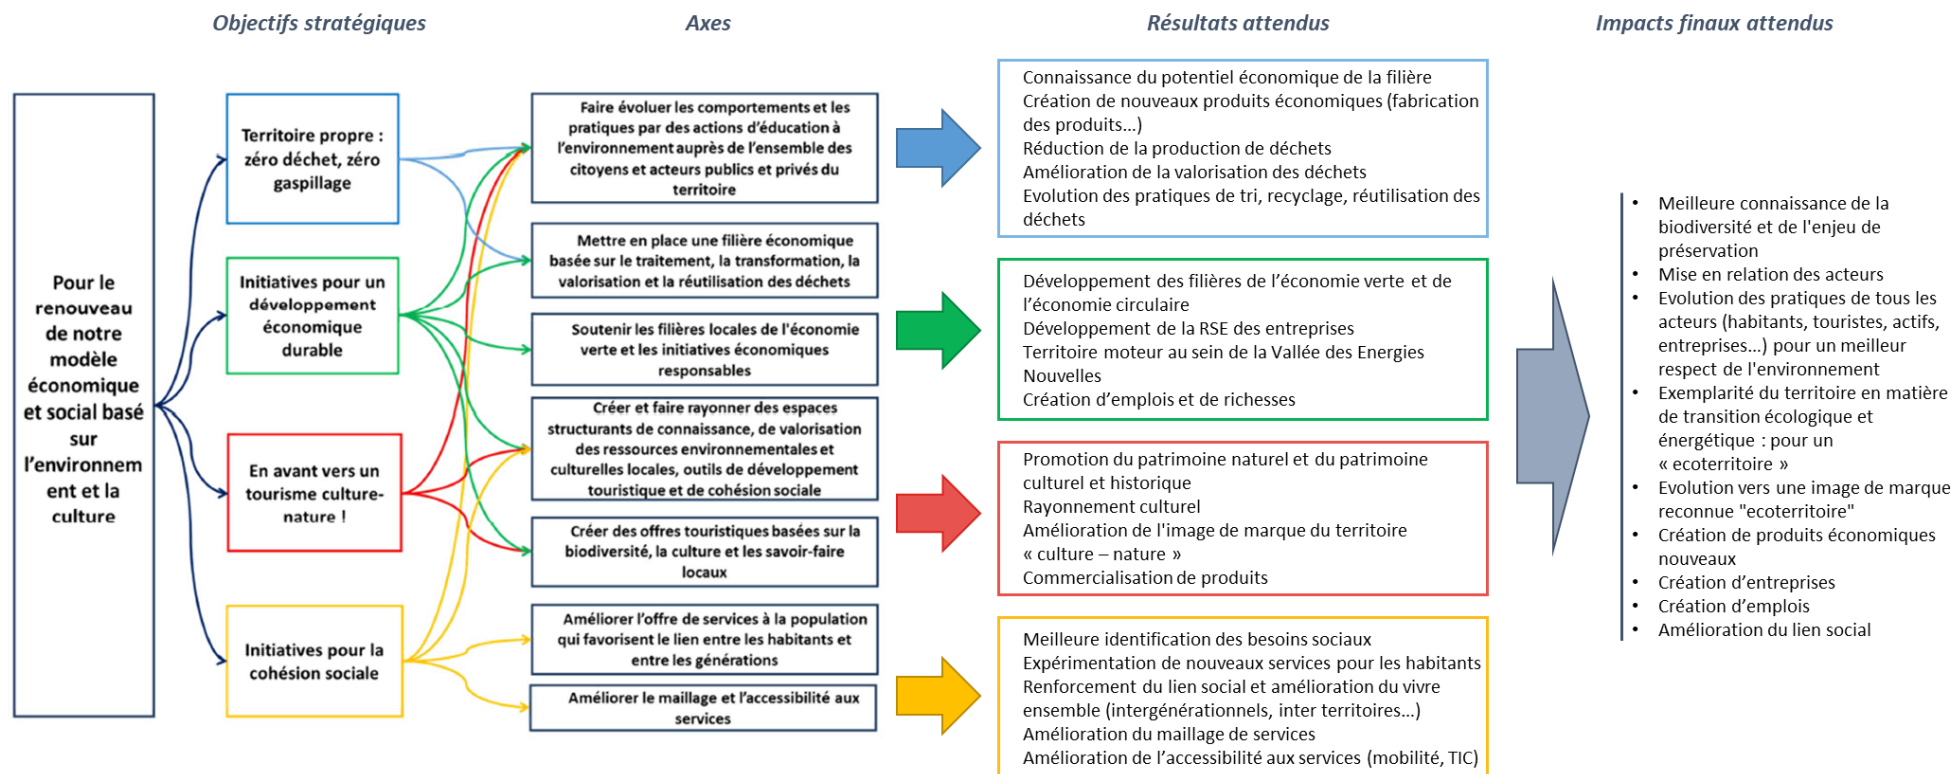 Objectifs stratégiques
Axes
Résultats attendus
Impacts finaux attendus
Pour le
renouveau
de notre
modèle
économique
et social basé
sur
l’environnem
ent et la
culture
Territoire propre :
zéro déchet, zéro
gaspillage
Initiatives pour un
développement
économique
durable
En avant vers un
tourisme culture-
nature !
Initiatives pour la
cohésion sociale
Faire évoluer les comportements et les
pratiques par des actions d’éducation à
l’environnement auprès de l’ensemble des
citoyens et acteurs publics et privés du
territoire
Mettre en place une filière économique
basée sur le traitement, la transformation, la
valorisation et la réutilisation des déchets
Soutenir les filières locales de l'économie
verte et les initiatives économiques
responsables
Créer et faire rayonner des espaces
structurants de connaissance, de valorisation
des ressources environnementales et
culturelles locales, outils de développement
touristique et de cohésion sociale
Créer des offres touristiques basées sur la
biodiversité, la culture et les savoir-faire
locaux
Améliorer l’offre de services à la population
qui favorisent le lien entre les habitants et
entre les générations
Améliorer le maillage et l’accessibilité aux
services
Connaissance du potentiel économique de la filière
Création de nouveaux produits économiques (fabrication
des produits…)
Réduction de la production de déchets
Amélioration de la valorisation des déchets
Evolution des pratiques de tri, recyclage, réutilisation des
déchets
Développement des filières de l’économie verte et de
l’économie circulaire
Développement de la RSE des entreprises
Territoire moteur au sein de la Vallée des Energies
Nouvelles
Création d’emplois et de richesses
Promotion du patrimoine naturel et du patrimoine
culturel et historique
Rayonnement culturel
Amélioration de l'image de marque du territoire
« culture – nature »
Commercialisation de produits
Meilleure identification des besoins sociaux
Expérimentation de nouveaux services pour les habitants
Renforcement du lien social et amélioration du vivre
ensemble (intergénérationnels, inter territoires…)
Amélioration du maillage de services
Amélioration de l’accessibilité aux services (mobilité, TIC)
• Meilleure connaissance de la
biodiversité et de l'enjeu de
préservation
• Mise en relation des acteurs
• Evolution des pratiques de tous les
acteurs (habitants, touristes, actifs,
entreprises…) pour un meilleur
respect de l'environnement
• Exemplarité du territoire en matière
de transition écologique et
énergétique : pour un
« ecoterritoire »
• Evolution vers une image de marque
reconnue "ecoterritoire"
• Création de produits économiques
nouveaux
• Création d’entreprises
• Création d’emplois
• Amélioration du lien social